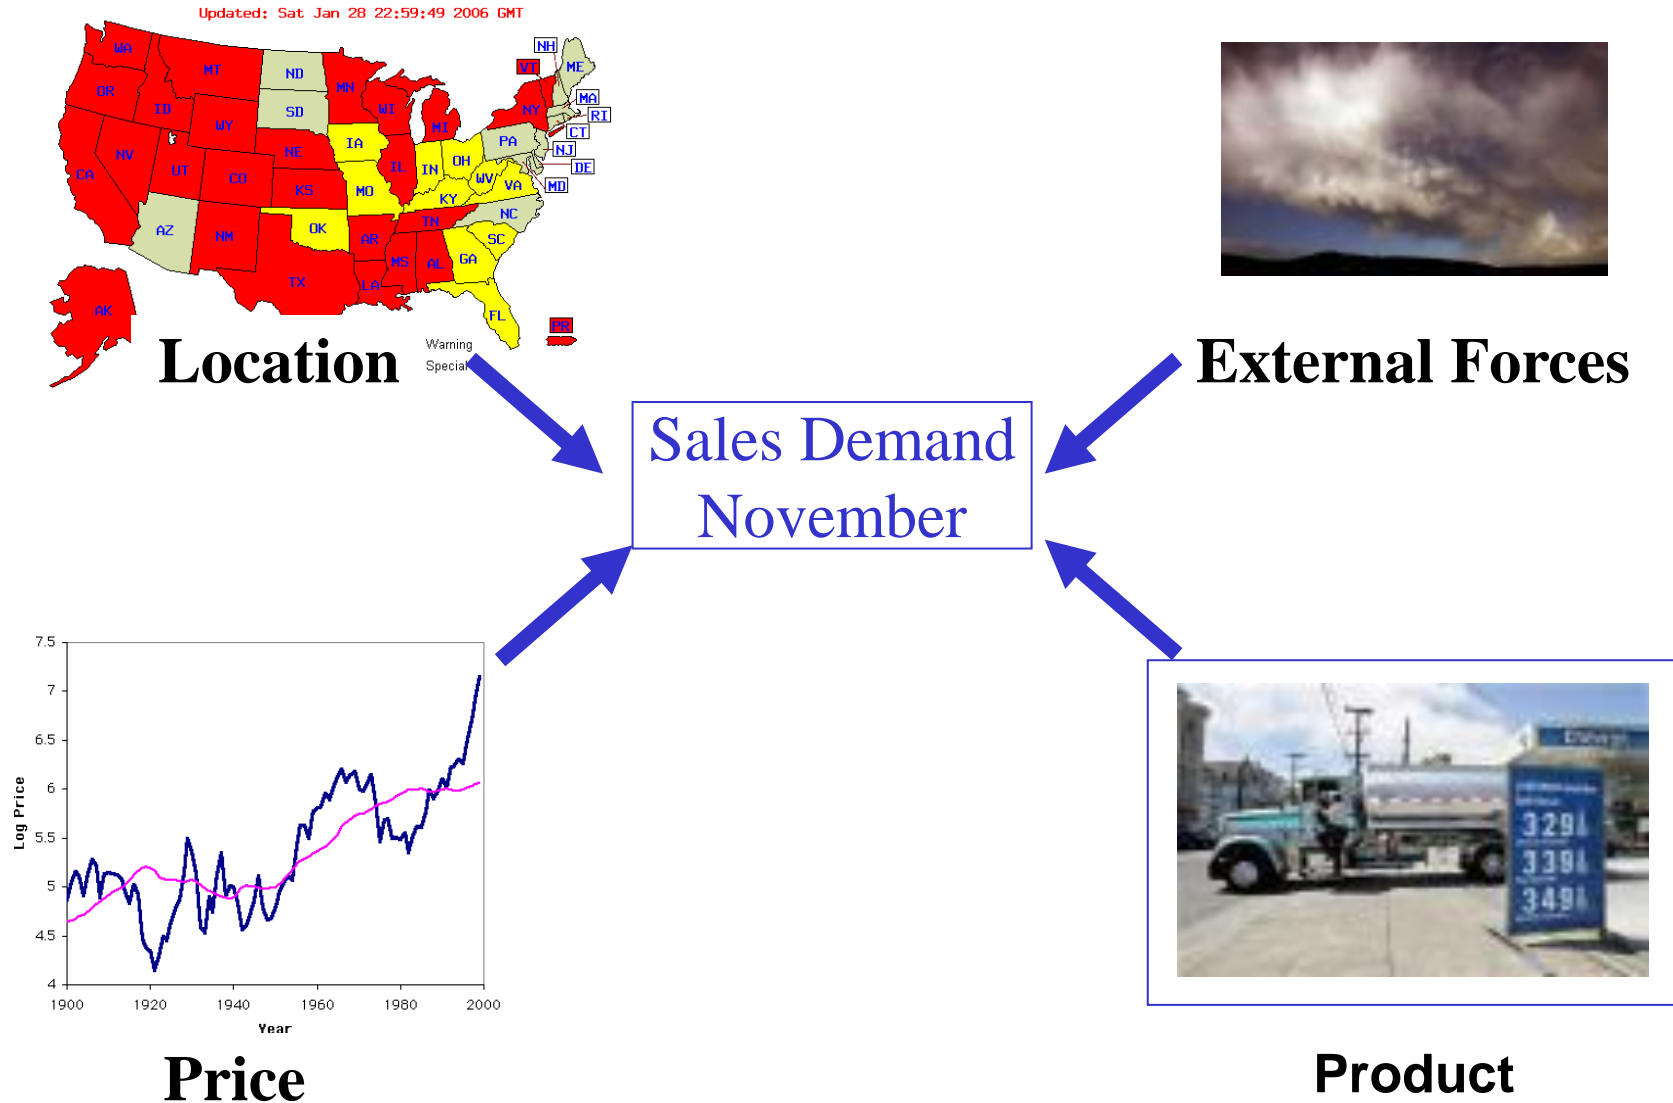 Updated: Sat Jan 28 22:59:49 2006 GMT
WA
MT
ND
MN
VT
NH
ME
OR
ID
WY
SD
WI
MI
NY
MA
RI
CT
NV
UT
CO
NE
IA
IL
IN
OH
PA
NJ
DE
MD
CA
KS
MO
KY
WV
VA
AZ
NM
OK
AR
TN
NC
SC
TX
LA
MS
AL
GA
FL
AK
PR
Warning
Special
Location
External Forces
Sales Demand
November
7.5
7
6.5
6
5.5
5
4.5
4
Log Price
1900
1920
1940
1960
1980
2000
Year
Price
329
339
349
Product